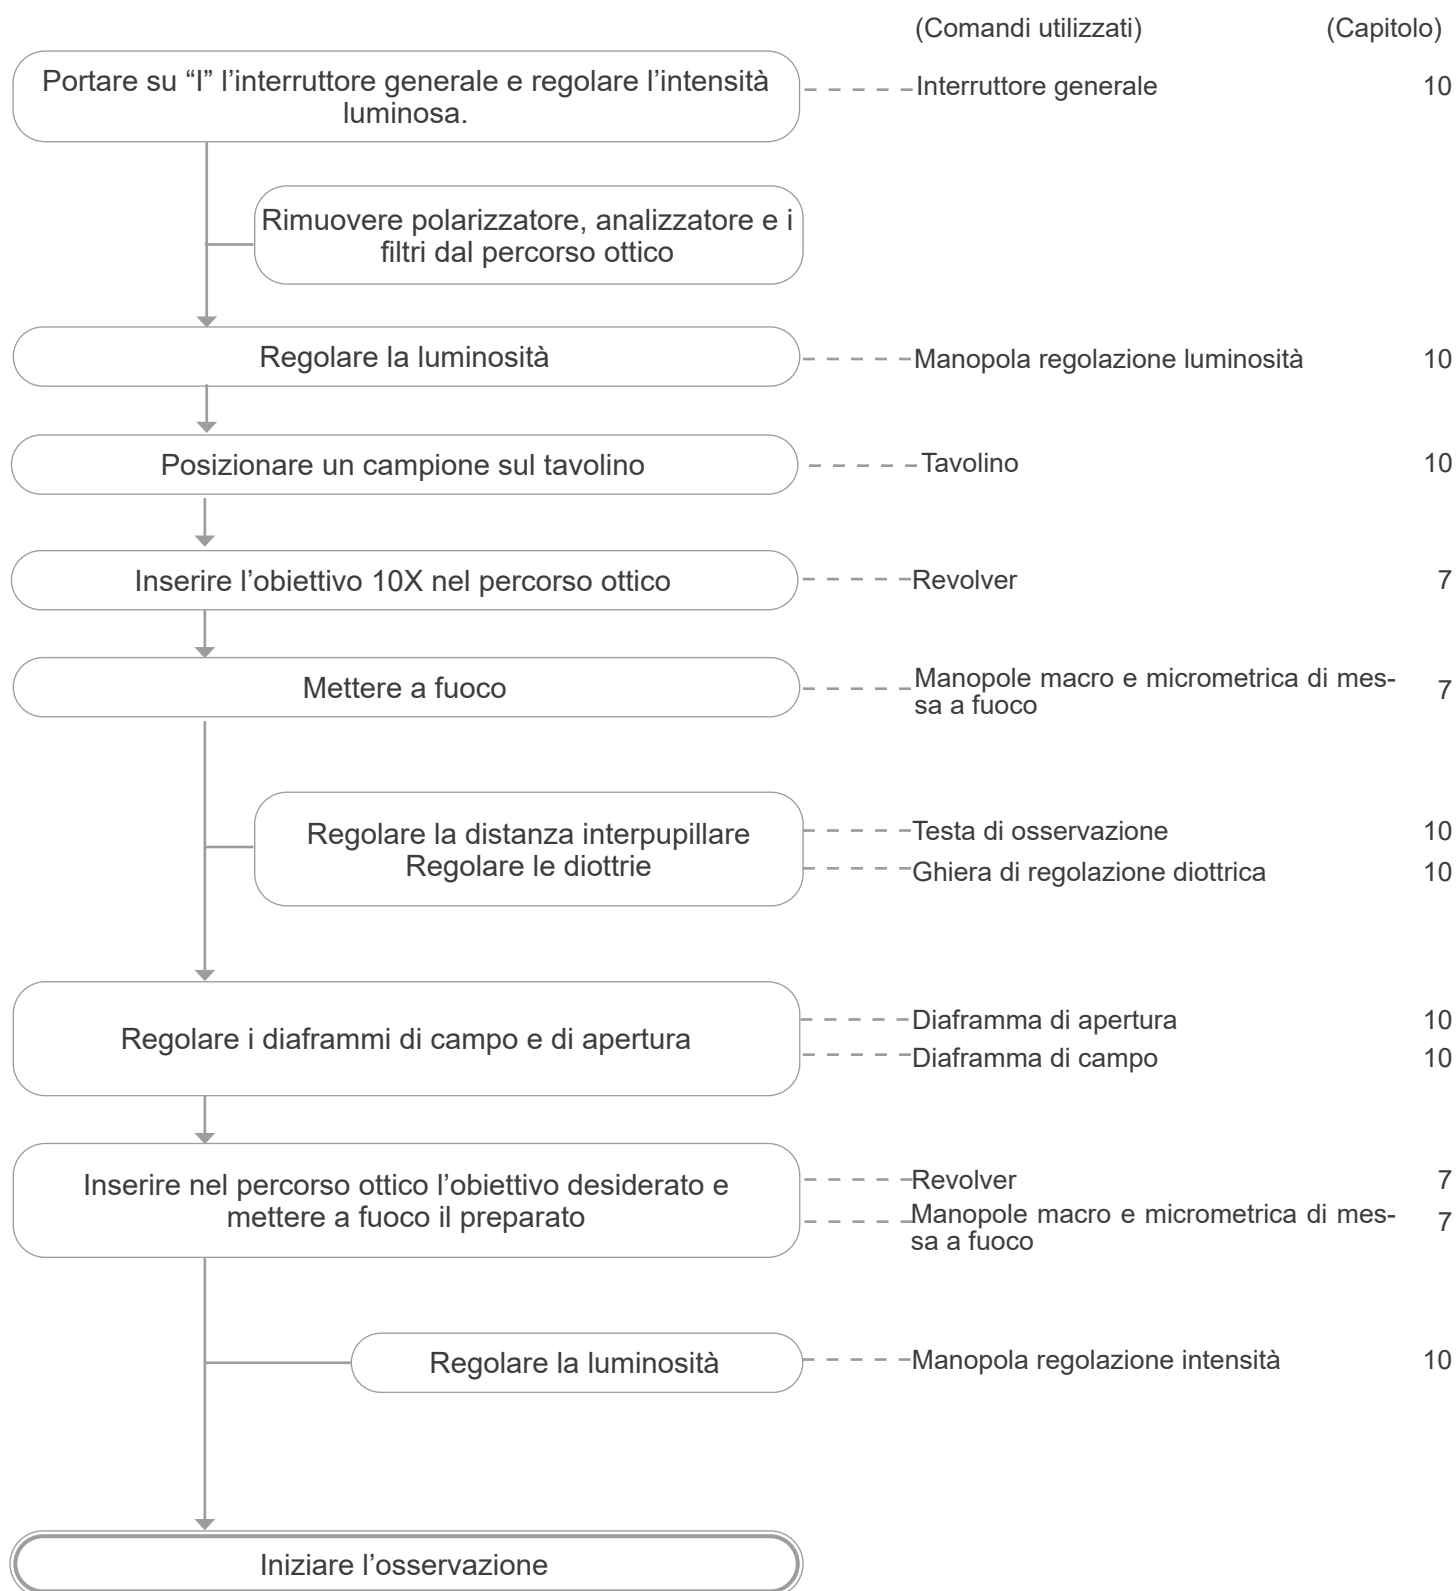 (Comandi utilizzati) (Capitolo)
Portare su “I” l’interruttore generale e regolare l’intensità
luminosa.
Interruttore generale 10
Rimuovere polarizzatore, analizzatore e i
filtri dal percorso ottico
Regolare la luminosità
Manopola regolazione luminosità 10
Posizionare un campione sul tavolino
Tavolino 10
Inserire l’obiettivo 10X nel percorso ottico
Revolver 7
Mettere a fuoco
Manopole macro e micrometrica di mes-
sa a fuoco
7
Regolare la distanza interpupillare
Regolare le diottrie
Testa di osservazione 10
Ghiera di regolazione diottrica 10
Regolare i diaframmi di campo e di apertura
Diaframma di apertura 10
Diaframma di campo 10
Inserire nel percorso ottico l’obiettivo desiderato e
mettere a fuoco il preparato
Revolver 7
Manopole macro e micrometrica di mes-
sa a fuoco
7
Regolare la luminosità
Manopola regolazione intensità 10
Iniziare l’osservazione